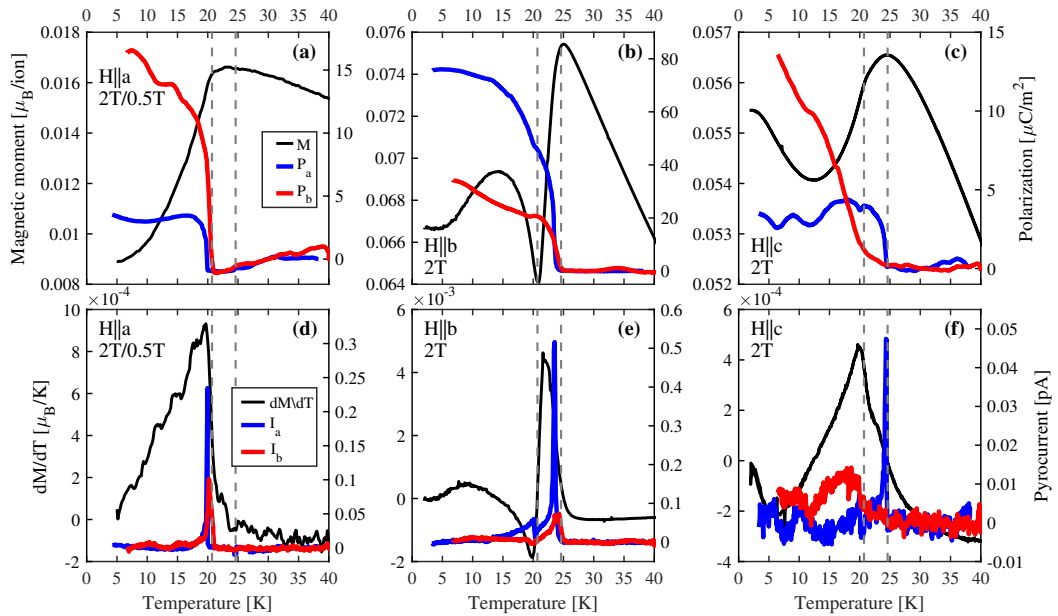 0 5 10 15 20 25 30 35 40
0 5 10 15 20 25 30 35 40
0 5 10 15 20 25 30 35 40
Magnetic moment [μB/ion]
0.018
0.016
0.014
0.012
0.01
0.008
H||a
2T/0.5T
(a)
M
Pa
Pb
15
10
5
0
0.076
0.074
0.072
0.07
0.068
0.066
0.064
H||b
2T
(b)
80
60
40
20
0
0.057
0.056
0.055
0.054
0.053
0.052
H||c
2T
(c)
15
10
5
0
Polarization [μC/m²]
×10⁻⁴
dM/dT [μB/K]
10
8
6
4
2
0
-2
H||a
2T/0.5T
(d)
dM\dT
Ia
Ib
0.3
0.25
0.2
0.15
0.1
0.05
0
×10⁻³
6
4
2
0
-2
H||b
2T
(e)
0.6
0.5
0.4
0.3
0.2
0.1
0
×10⁻⁴
6
4
2
0
-2
-4
H||c
2T
(f)
0.05
0.04
0.03
0.02
0.01
0
-0.01
Pyrocurrent [pA]
0 5 10 15 20 25 30 35 40
0 5 10 15 20 25 30 35 40
0 5 10 15 20 25 30 35 40
Temperature [K]
Temperature [K]
Temperature [K]